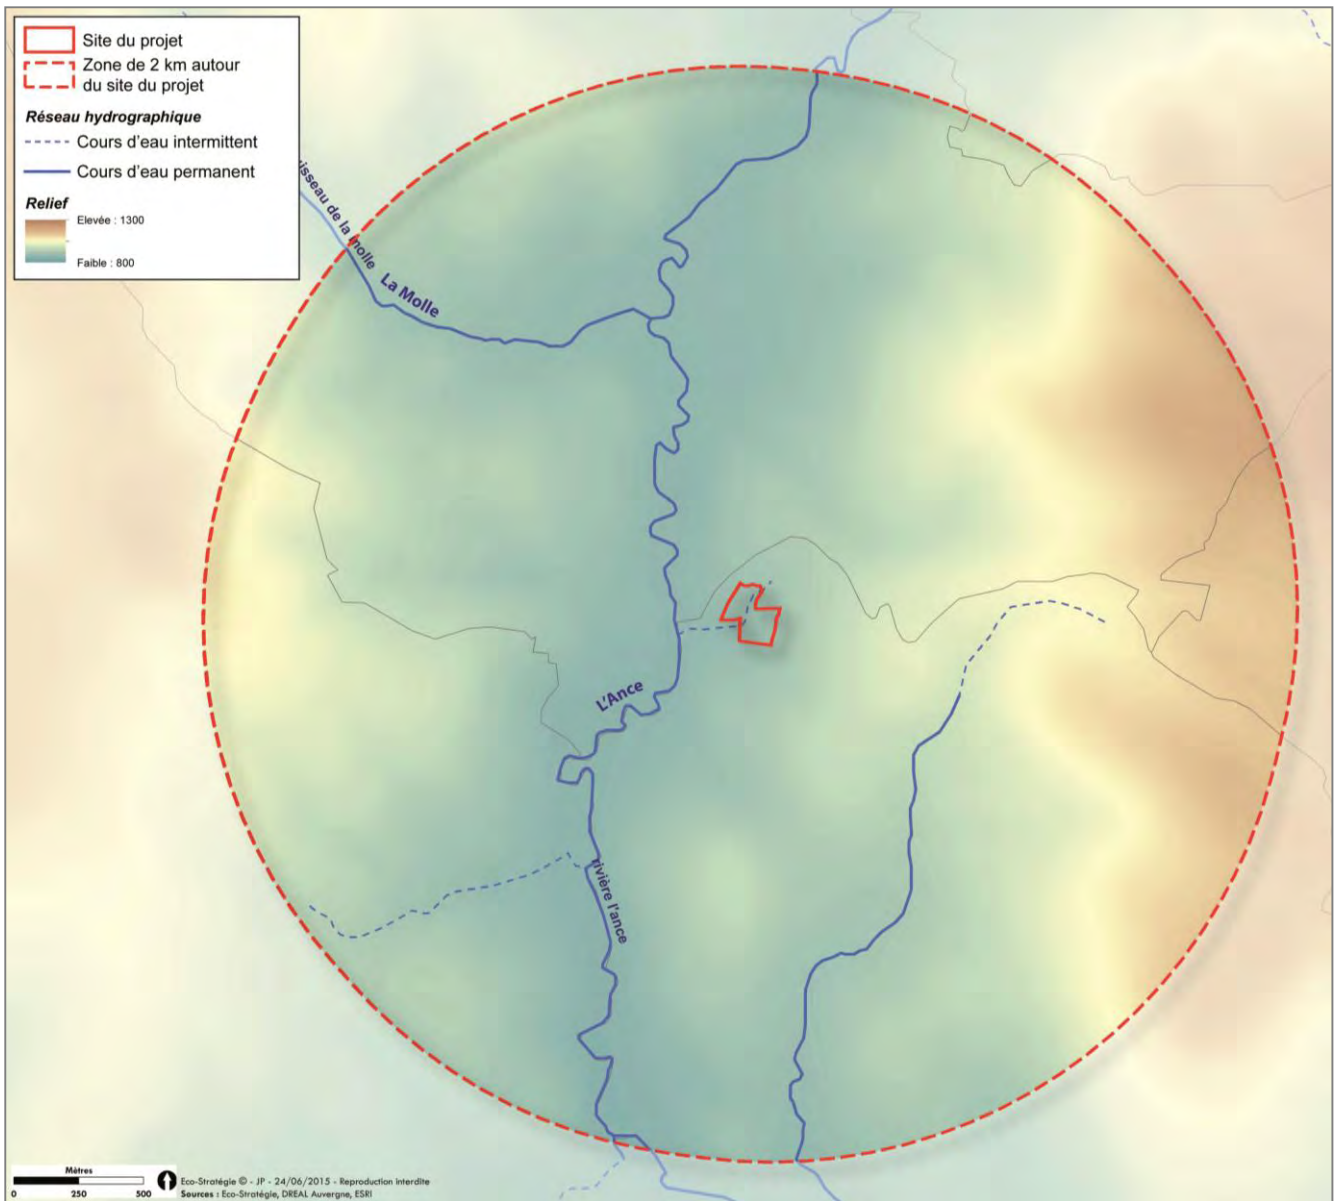 Site du projet
Zone de 2 km autour
du site du projet
Réseau hydrographique
Cours d'eau intermittent
Cours d'eau permanent
Relief
Elevée : 1300
Faible : 800
de la molle
La Molle
L'Ance
rivière l'ance
Mètres
0 250 500
Eco-Stratégie © - JP - 24/06/2015 - Reproduction interdite
Sources : Eco-Stratégie, DREAL Auvergne, ESRI